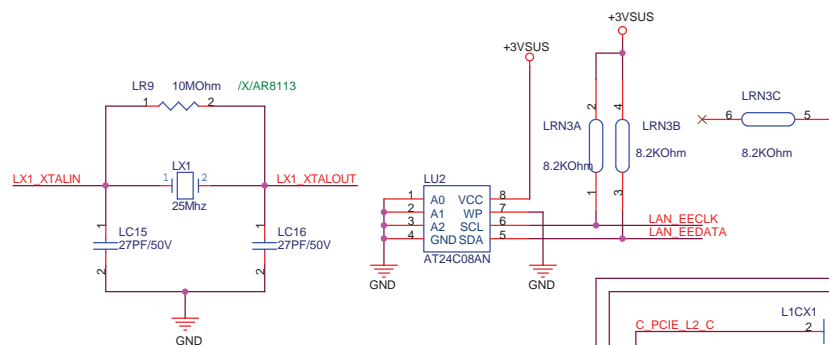 +3VSUS
+3VSUS
LR9 10MOhm /X/AR8113
1 2
LRN3C
6 5
8.2KOhm
2 4
LRN3A LRN3B
8.2KOhm 8.2KOhm
1 3
LX1
1 2
25Mhz
LX1_XTALIN LX1_XTALOUT
LU2
1 A0 VCC 8
2 A1 WP 7
3 A2 SCL 6
4 GND SDA 5
AT24C08AN
LAN_EECLK
LAN_EEDATA
1 1
LC15 LC16
27PF/50V 27PF/50V
2 2
GND GND
GND
L1CX1
C_PCIE_L2_C 2